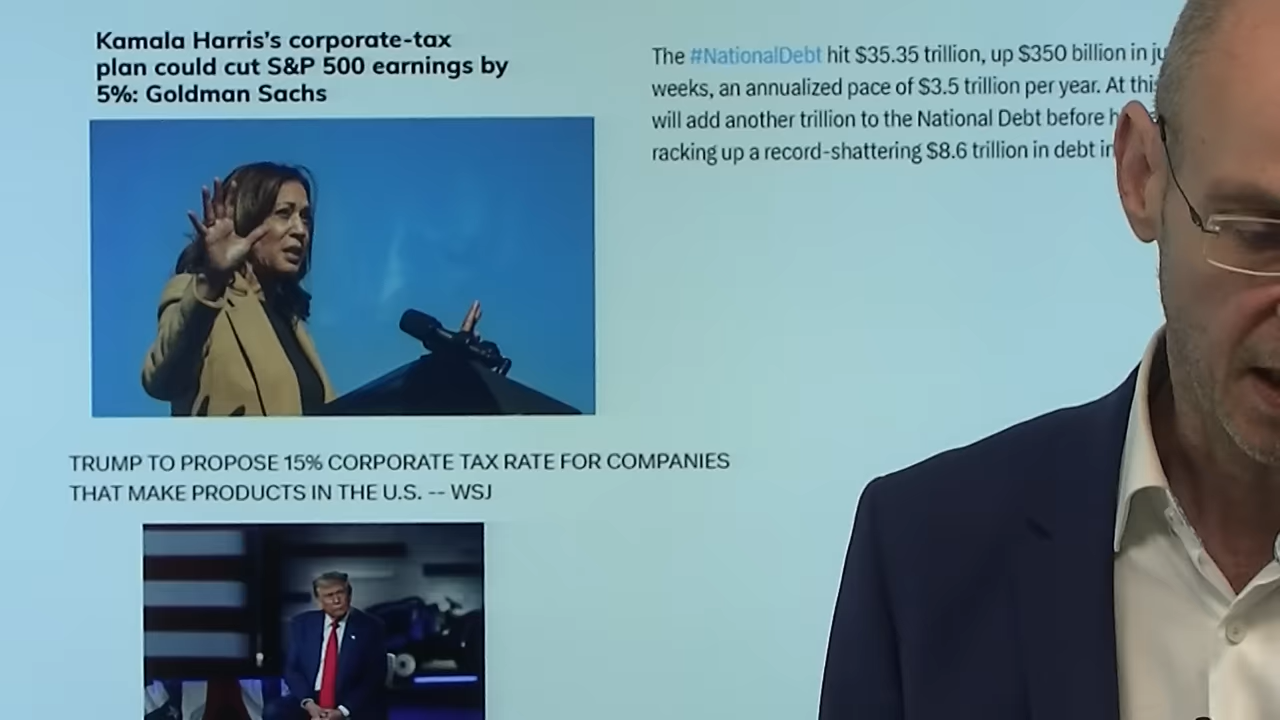 Kamala Harris's corporate-tax
plan could cut S&P 500 earnings by
5%: Goldman Sachs
The #NationalDebt hit $35.35 trillion, up $350 billion in
weeks, an annualized pace of $3.5 trillion per year. At
will add another trillion to the National Debt before
racking up a record-shattering $8.6 trillion in debt
TRUMP TO PROPOSE 15% CORPORATE TAX RATE FOR COMPANIES
THAT MAKE PRODUCTS IN THE U.S. -- WSJ